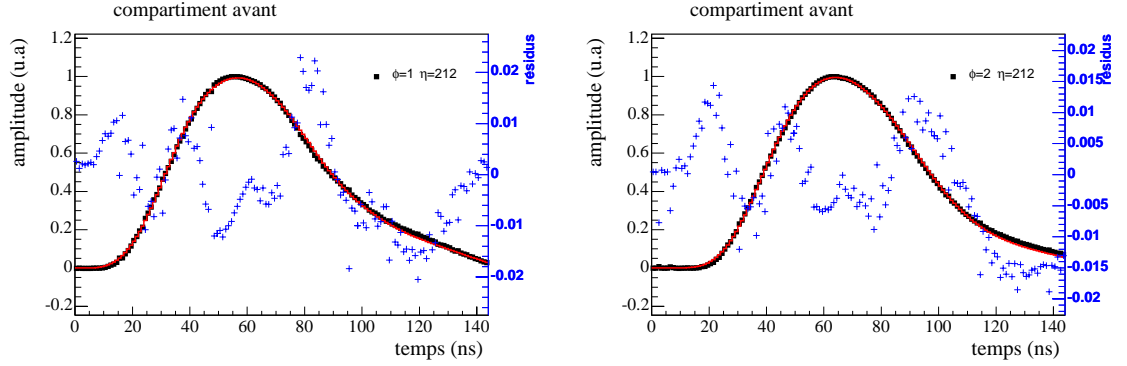 compartiment avant
amplitude (u.a)
1.2
1
0.8
0.6
0.4
0.2
0
-0.2
ϕ=1 η=212
0.02
0.01
0
-0.01
-0.02
résidus
0 20 40 60 80 100 120 140
temps (ns)
compartiment avant
amplitude (u.a)
1.2
1
0.8
0.6
0.4
0.2
0
-0.2
ϕ=2 η=212
0.02
0.015
0.01
0.005
0
-0.005
-0.01
-0.015
-0.02
résidus
0 20 40 60 80 100 120 140
temps (ns)